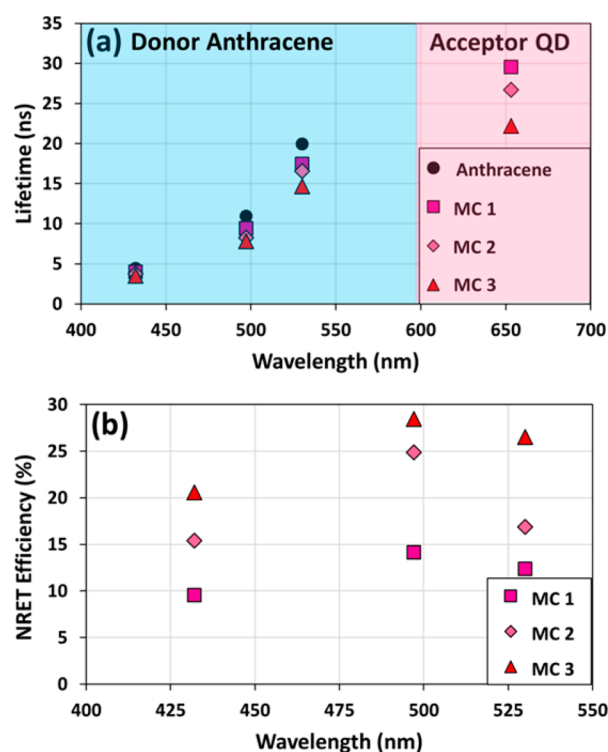 (a) Donor Anthracene Acceptor QD
35
30
25
20
15
10
5
0
Lifetime (ns)
Anthracene
MC 1
MC 2
MC 3
400 450 500 550 600 650 700
Wavelength (nm)
(b)
30
25
20
15
10
5
0
NRET Efficiency (%)
MC 1
MC 2
MC 3
400 425 450 475 500 525 550
Wavelength (nm)